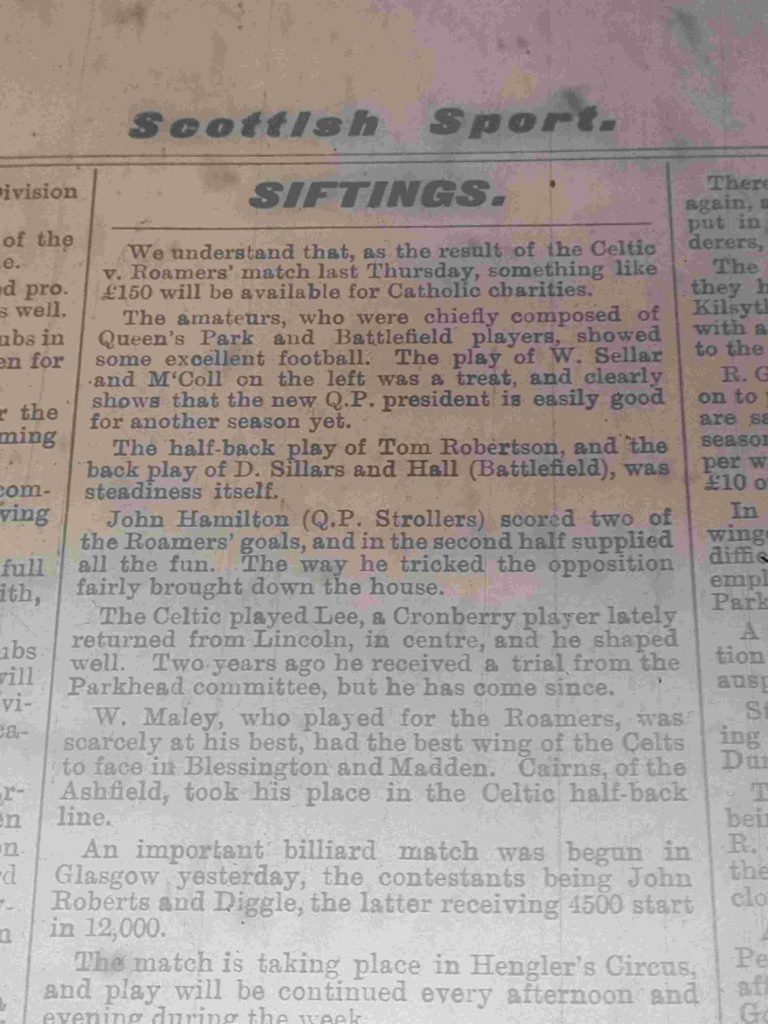 Scottish Sport.
SIFTINGS.
We understand that, as the result of the Celtic
v. Roamers' match last Thursday, something like
£150 will be available for Catholic charities.
The amateurs, who were chiefly composed of
Queen's Park and Battlefield players, showed
some excellent football. The play of W. Sellar
and M'Coll on the left was a treat, and clearly
shows that the new Q.P. president is easily good
for another season yet.
The half-back play of Tom Robertson, and the
back play of D. Sillars and Hall (Battlefield), was
steadiness itself.
John Hamilton (Q.P. Strollers) scored two of
the Roamers' goals, and in the second half supplied
all the fun. The way he tricked the opposition
fairly brought down the house.
The Celtic played Lee, a Cronberry player lately
returned from Lincoln, in centre, and he shaped
well. Two years ago he received a trial from the
Parkhead committee, but he has come since.
W. Maley, who played for the Roamers, was
scarcely at his best, had the best wing of the Celts
to face in Blessington and Madden. Cairns, of the
Ashfield, took his place in the Celtic half-back
line.
An important billiard match was begun in
Glasgow yesterday, the contestants being John
Roberts and Diggle, the latter receiving 4500 start
in 12,000.
The match is taking place in Hengler's Circus,
and play will be continued every afternoon and
evening during the week